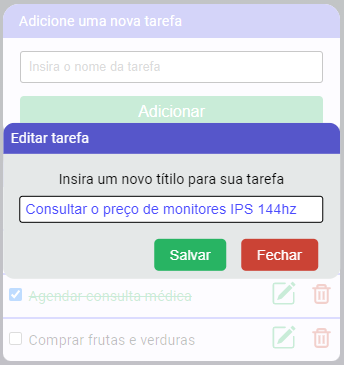 Adicione uma nova tarefa
Insira o nome da tarefa
Adicionar
Editar tarefa
Insira um novo títilo para sua tarefa
Consultar o preço de monitores IPS 144hz
Salvar Fechar
Agendar consulta médica
Comprar frutas e verduras